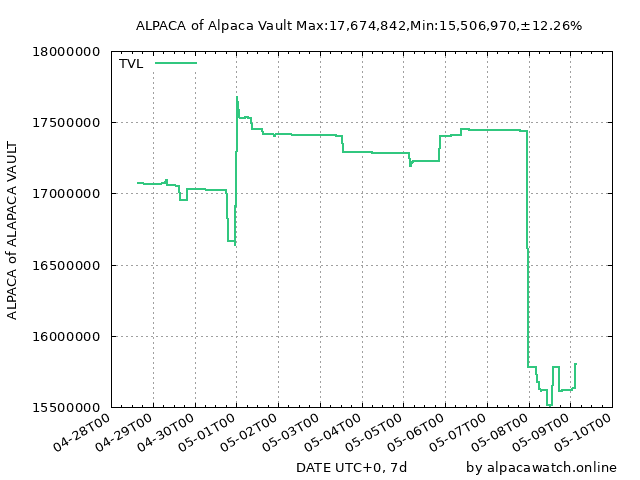 ALPACA of Alpaca Vault Max:17,674,842,Min:15,506,970,±12.26%
TVL
18000000
17500000
17000000
16500000
16000000
15500000
ALPACA of ALAPACA VAULT
04-28T00
04-29T00
04-30T00
05-01T00
05-02T00
05-03T00
05-04T00
05-05T00
05-06T00
05-07T00
05-08T00
05-09T00
05-10T00
DATE UTC+0, 7d
by alpacawatch.online